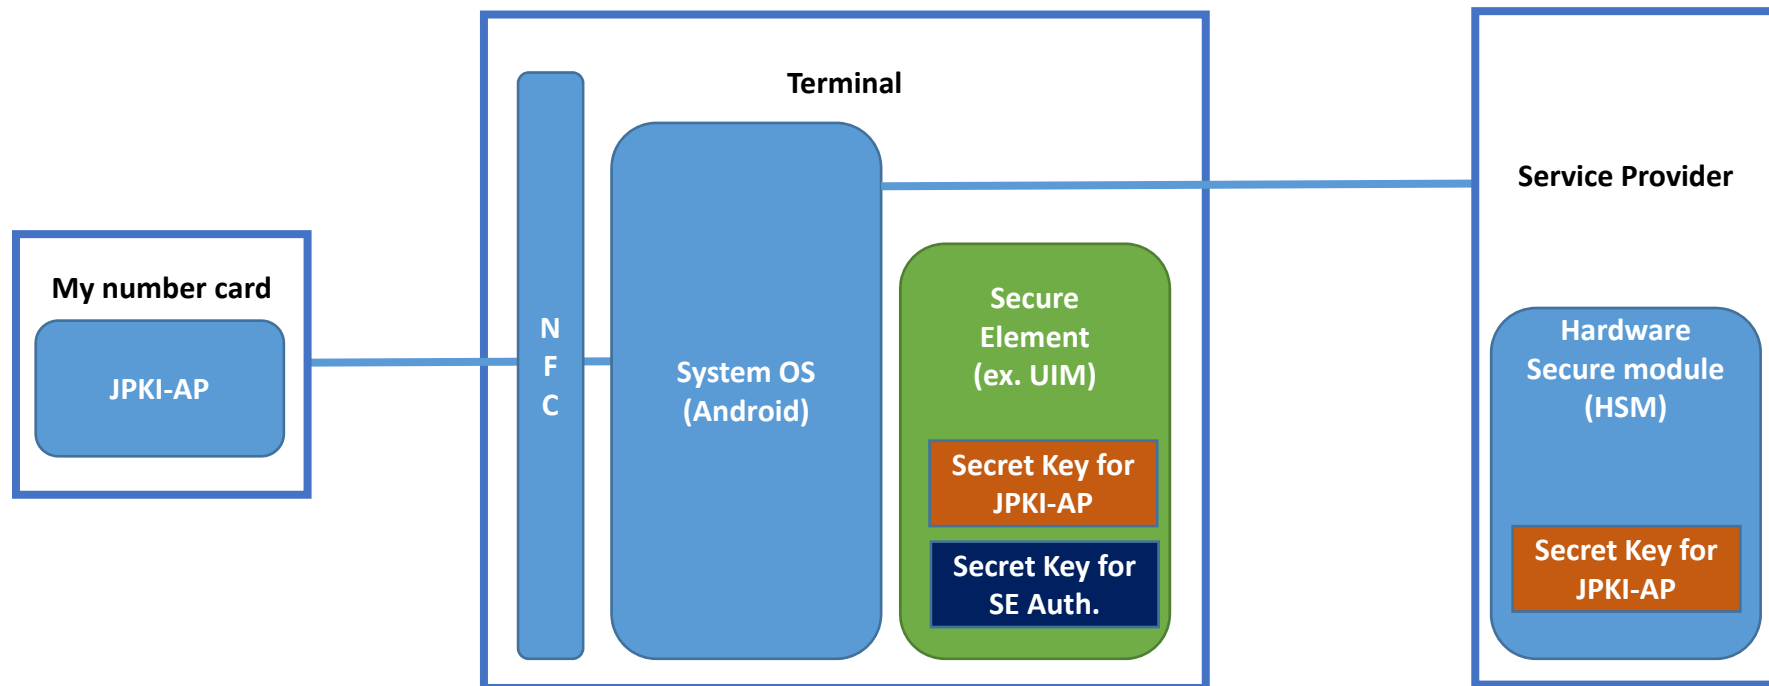 My number card
JPKI-AP
Terminal
N
F
C
System OS
(Android)
Secure
Element
(ex. UIM)
Secret Key for
JPKI-AP
Secret Key for
SE Auth.
Service Provider
Hardware
Secure module
(HSM)
Secret Key for
JPKI-AP